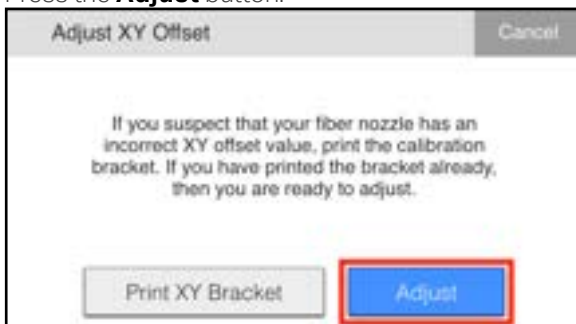 Press the Adjust button.
Adjust XY Offset
Cancel
If you suspect that your fiber nozzle has an
incorrect XY offset value, print the calibration
bracket. If you have printed the bracket already,
then you are ready to adjust.
Print XY Bracket
Adjust